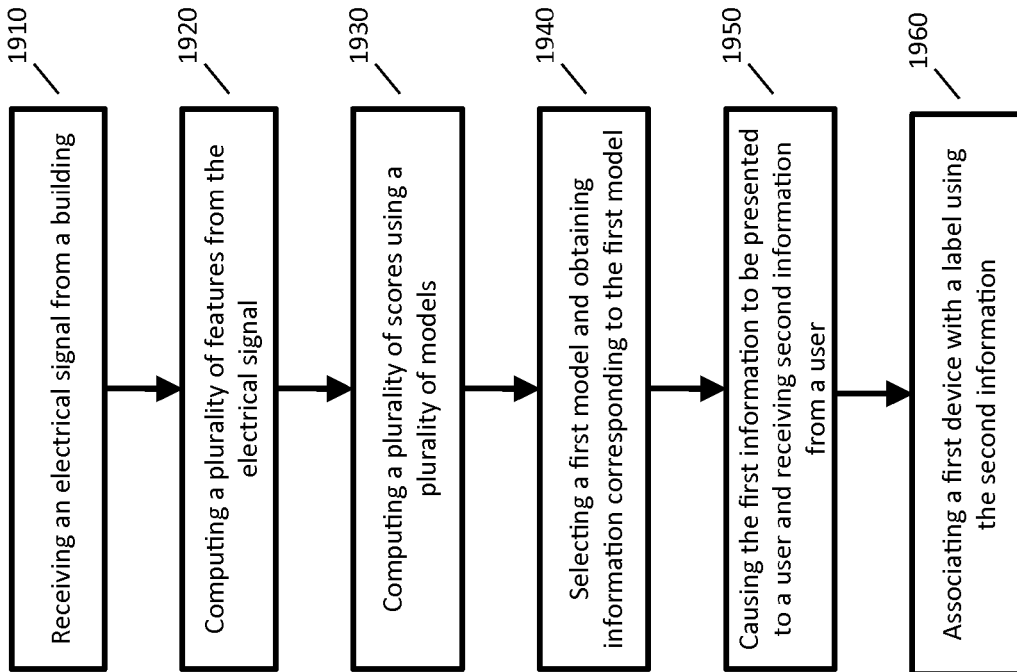 1910
Receiving an electrical signal from a building
1920
Computing a plurality of features from the
electrical signal
1930
Computing a plurality of scores using a
plurality of models
1940
Selecting a first model and obtaining
information corresponding to the first model
1950
Causing the first information to be presented
to a user and receiving second information
from a user
1960
Associating a first device with a label using
the second information